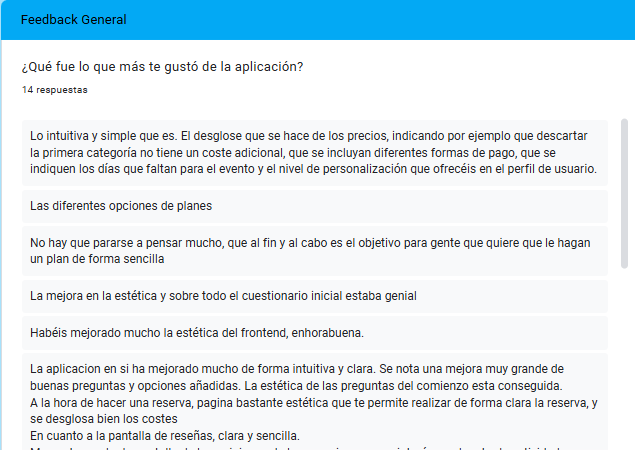 Feedback General
¿Qué fue lo que más te gustó de la aplicación?
14 respuestas
Lo intuitiva y simple que es. El desglose que se hace de los precios, indicando por ejemplo que descartar
la primera categoría no tiene un coste adicional, que se incluyan diferentes formas de pago, que se
indiquen los días que faltan para el evento y el nivel de personalización que ofrecéis en el perfil de usuario.
Las diferentes opciones de planes
No hay que pararse a pensar mucho, que al fin y al cabo es el objetivo para gente que quiere que le hagan
un plan de forma sencilla
La mejora en la estética y sobre todo el cuestionario inicial estaba genial
Habéis mejorado mucho la estética del frontend, enhorabuena.
La aplicacion en si ha mejorado mucho de forma intuitiva y clara. Se nota una mejora muy grande de
buenas preguntas y opciones añadidas. La estética de las preguntas del comienzo esta conseguida.
A la hora de hacer una reserva, pagina bastante estética que te permite realizar de forma clara la reserva, y
se desglosa bien los costes
En cuanto a la pantalla de reseñas, clara y sencilla.